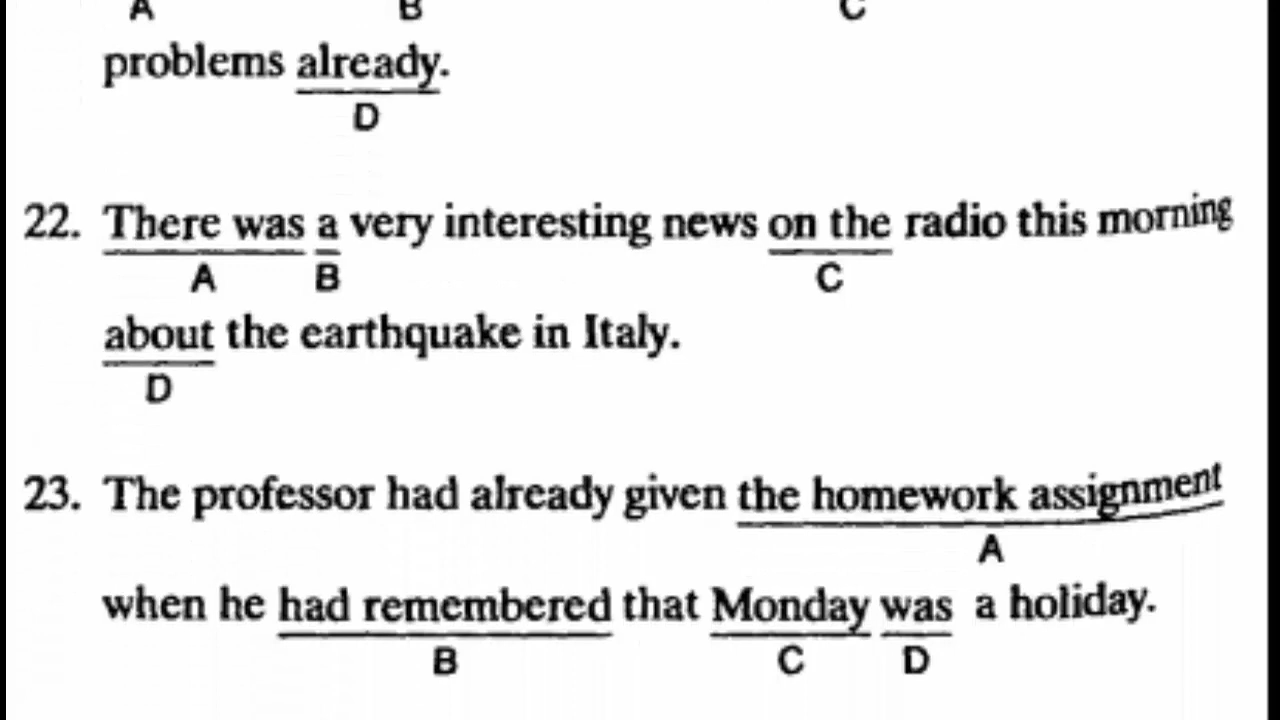 A B C
problems already.
D
22. There was a very interesting news on the radio this morning
A B C
about the earthquake in Italy.
D
23. The professor had already given the homework assignment
A
when he had remembered that Monday was a holiday.
B C D